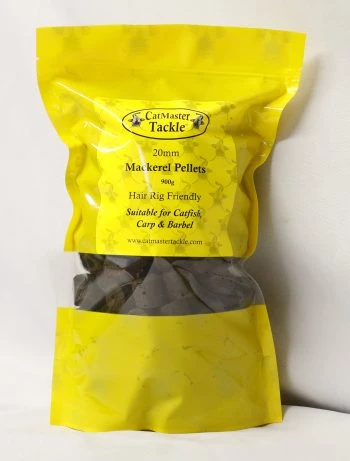 CatMaster
Tackle
20mm
Mackerel Pellets
900g
Hair Rig Friendly
Suitable for Catfish,
Carp & Barbel
www.catmastertackle.com